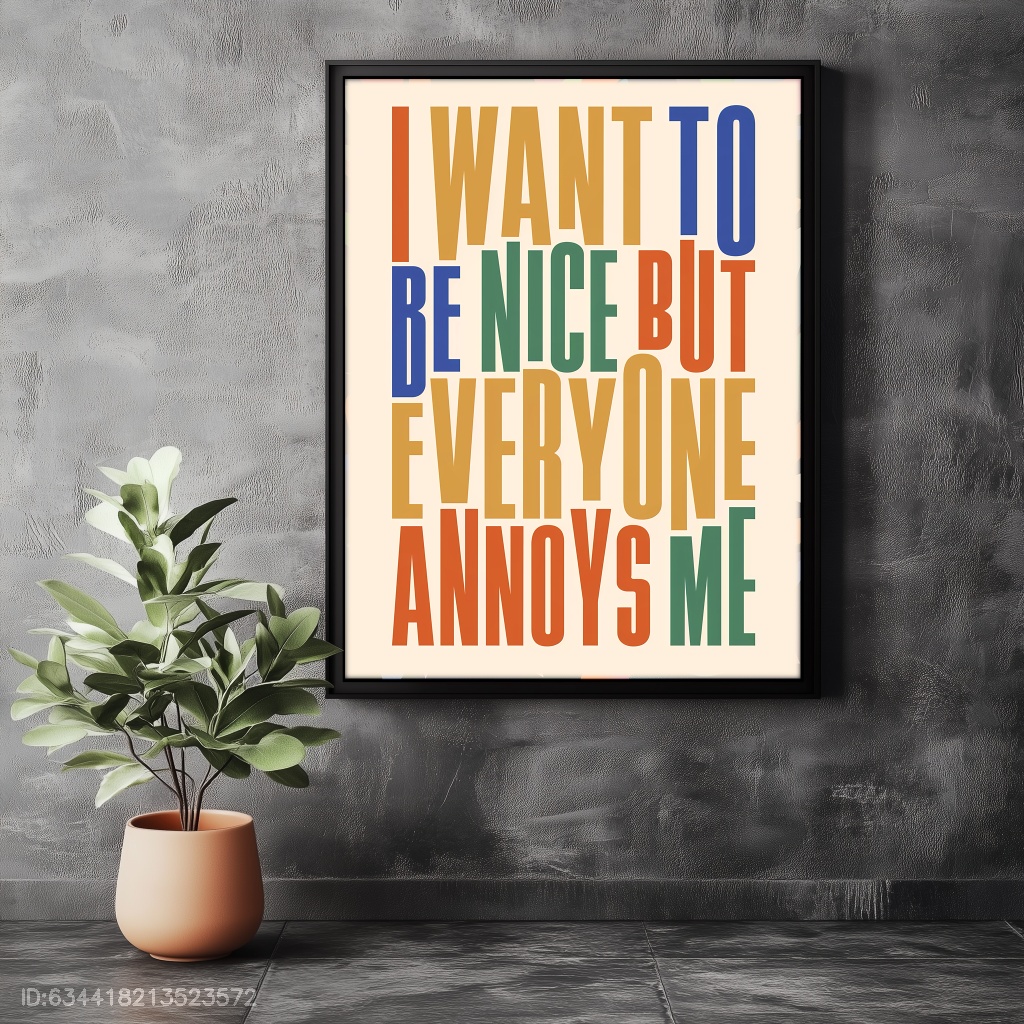 I WANT TO
BE NICE BUT
EVERYONE
ANNOYS ME
ID:634418213523572